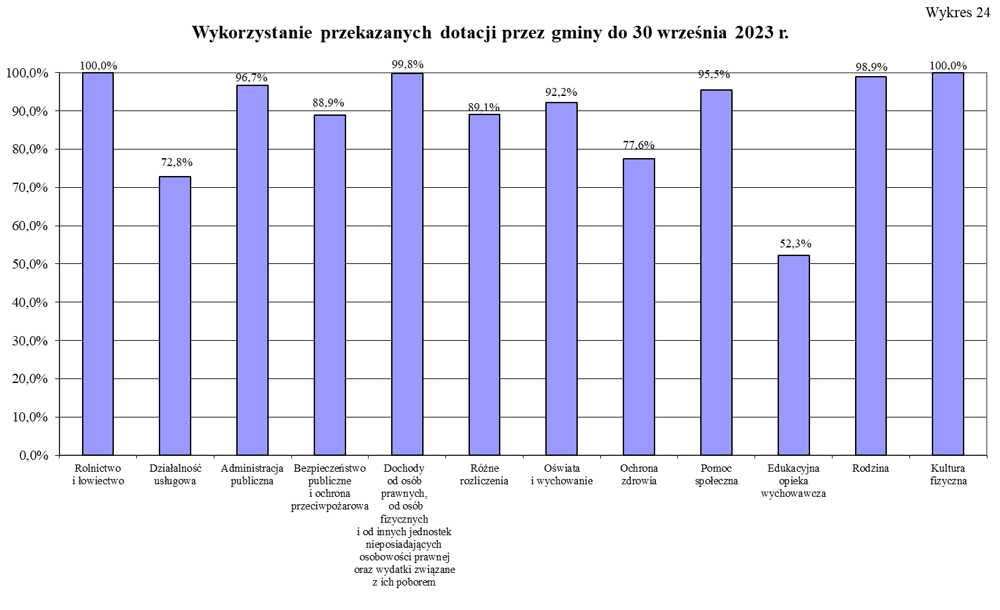 Wykres 24
Wykorzystanie przekazanych dotacji przez gminy do 30 września 2023 r.
100,0%
90,0%
80,0%
70,0%
60,0%
50,0%
40,0%
30,0%
20,0%
10,0%
0,0%
100,0%
72,8%
96,7%
88,9%
99,8%
89,1%
92,2%
77,6%
95,5%
52,3%
98,9%
100,0%
Rolnictwo
i łowiectwo
Działalność
usługowa
Administracja
publiczna
Bezpieczeństwo
publiczne
i ochrona
przeciwpożarowa
Dochody
od osób
prawnych,
od osób
fizycznych
i od innych jednostek
nieposiadających
osobowości prawnej
oraz wydatki związane
z ich poborem
Różne
rozliczenia
Oświata
i wychowanie
Ochrona
zdrowia
Pomoc
społeczna
Edukacyjna
opieka
wychowawcza
Rodzina
Kultura
fizyczna